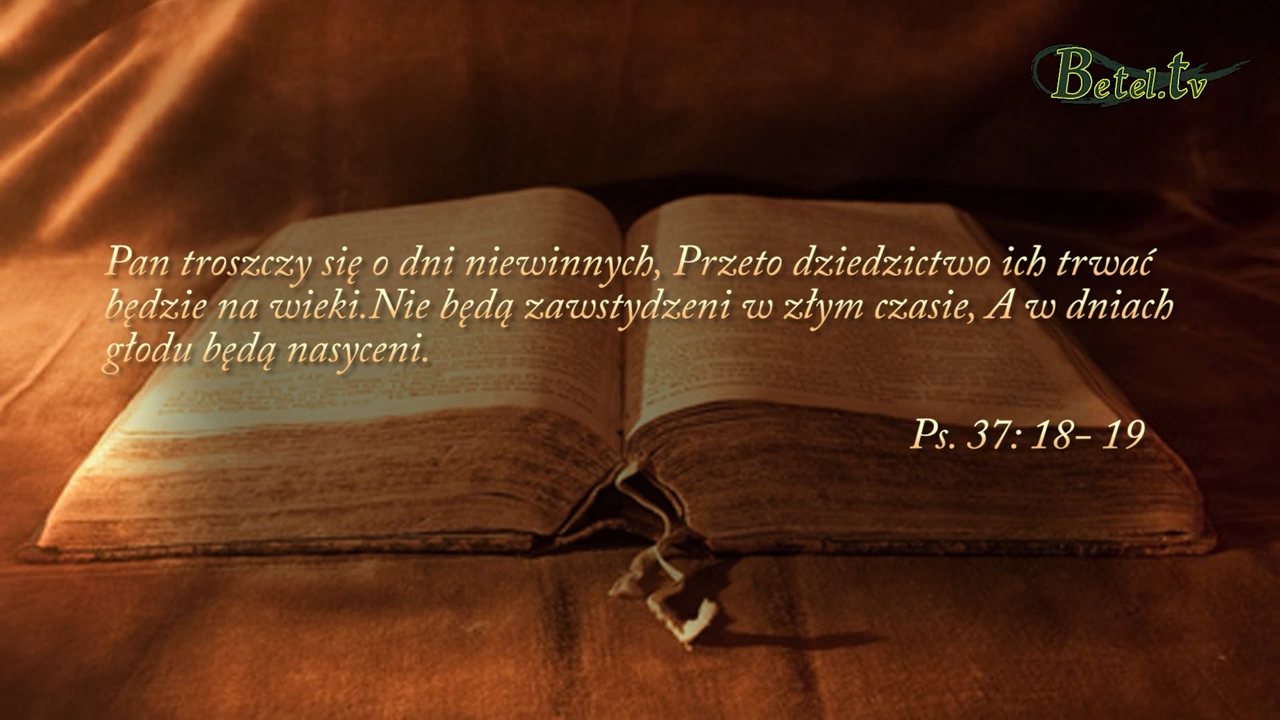 Betel.tv
Pan troszczy się o dni niewinnych, Przeto dziedzictwo ich trwać
będzie na wieki.Nie będą zawstydzeni w złym czasie, A w dniach
głodu będą nasyceni.
Ps. 37: 18- 19